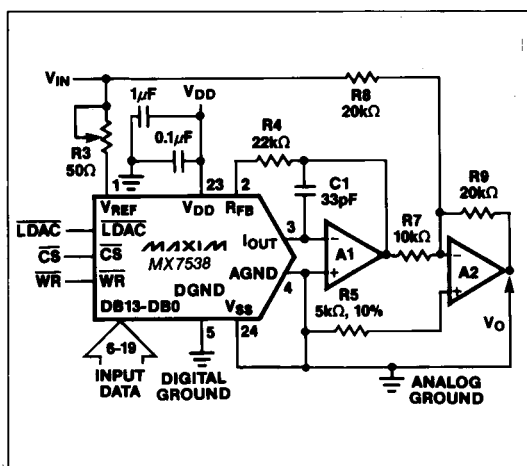 VIN
VDD
R8
20kΩ
1μF
0.1μF
R3
50Ω
R4
22kΩ
C1
33pF
R9
20kΩ
1
23
2
3
4
VREF
VDD
RFB
LDAC
LDAC
CS
CS
WR
WR
MAXIM
MX7538
IOUT
AGND
DGND
DB13-DB0
VSS
-
+
A1
R7
10kΩ
-
+
A2
R5
5kΩ, 10%
VO
6-19
5
24
INPUT
DATA
DIGITAL
GROUND
ANALOG
GROUND